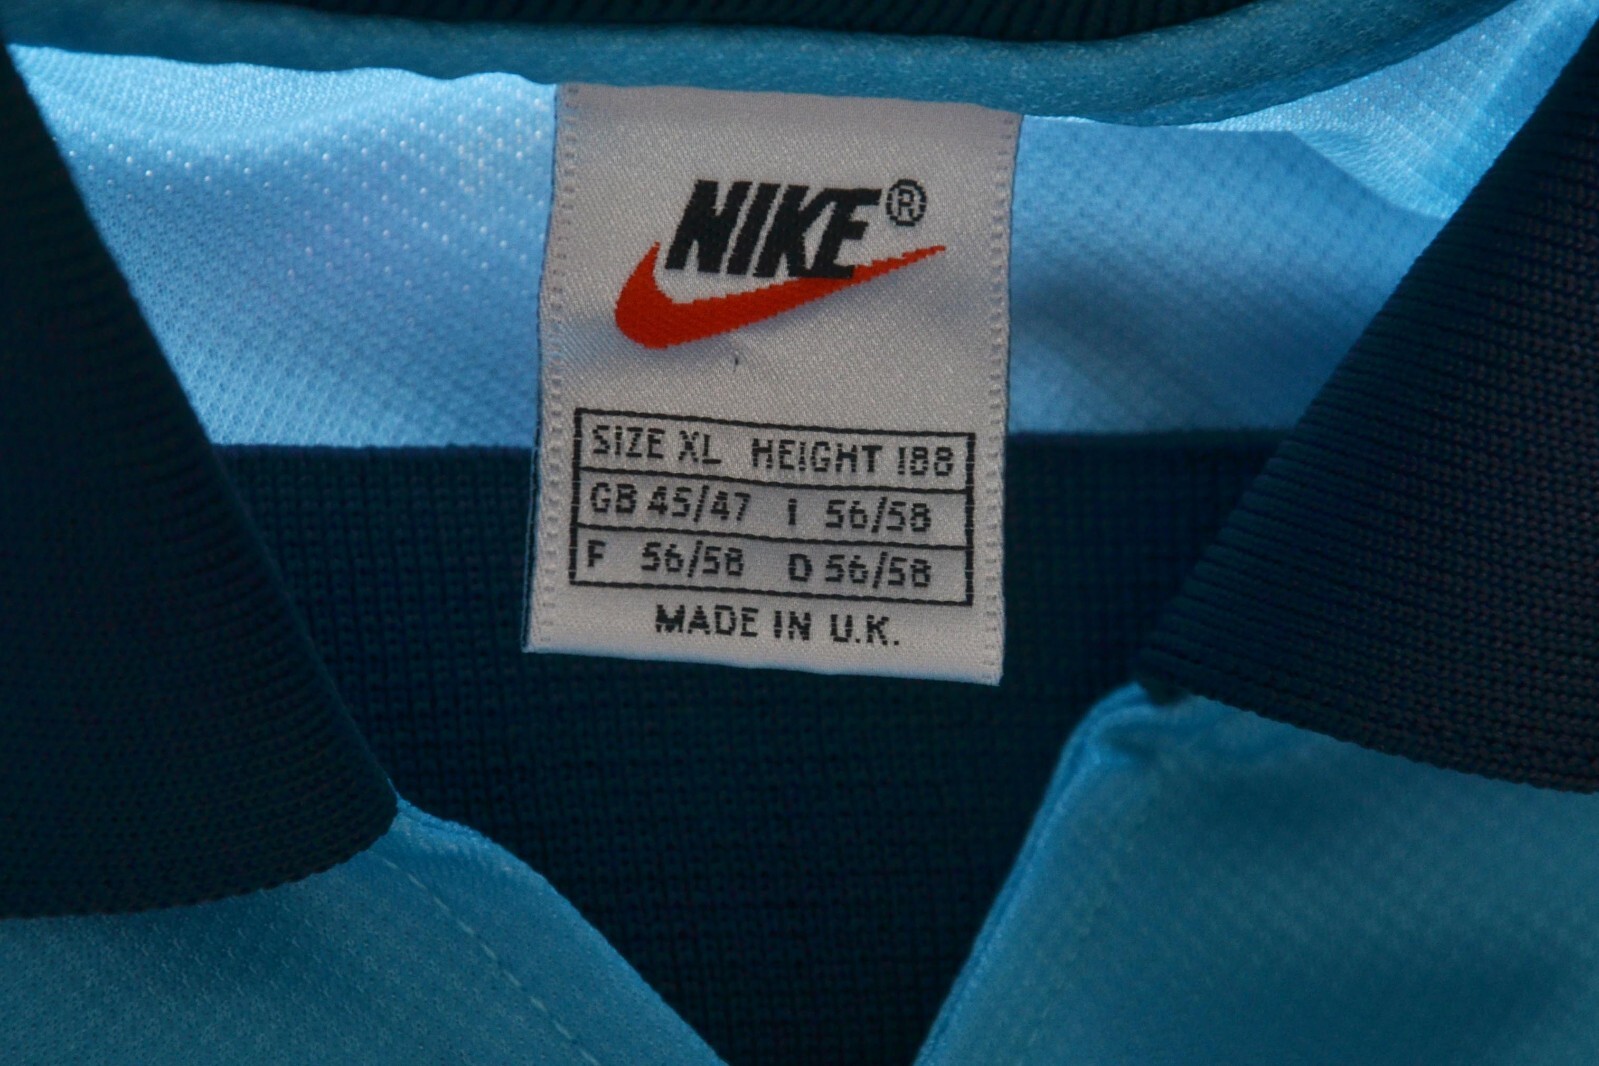 NIKE®
SIZE XL HEIGHT 188
GB 45/47 I 56/58
F 56/58 D 56/58
MADE IN U.K.